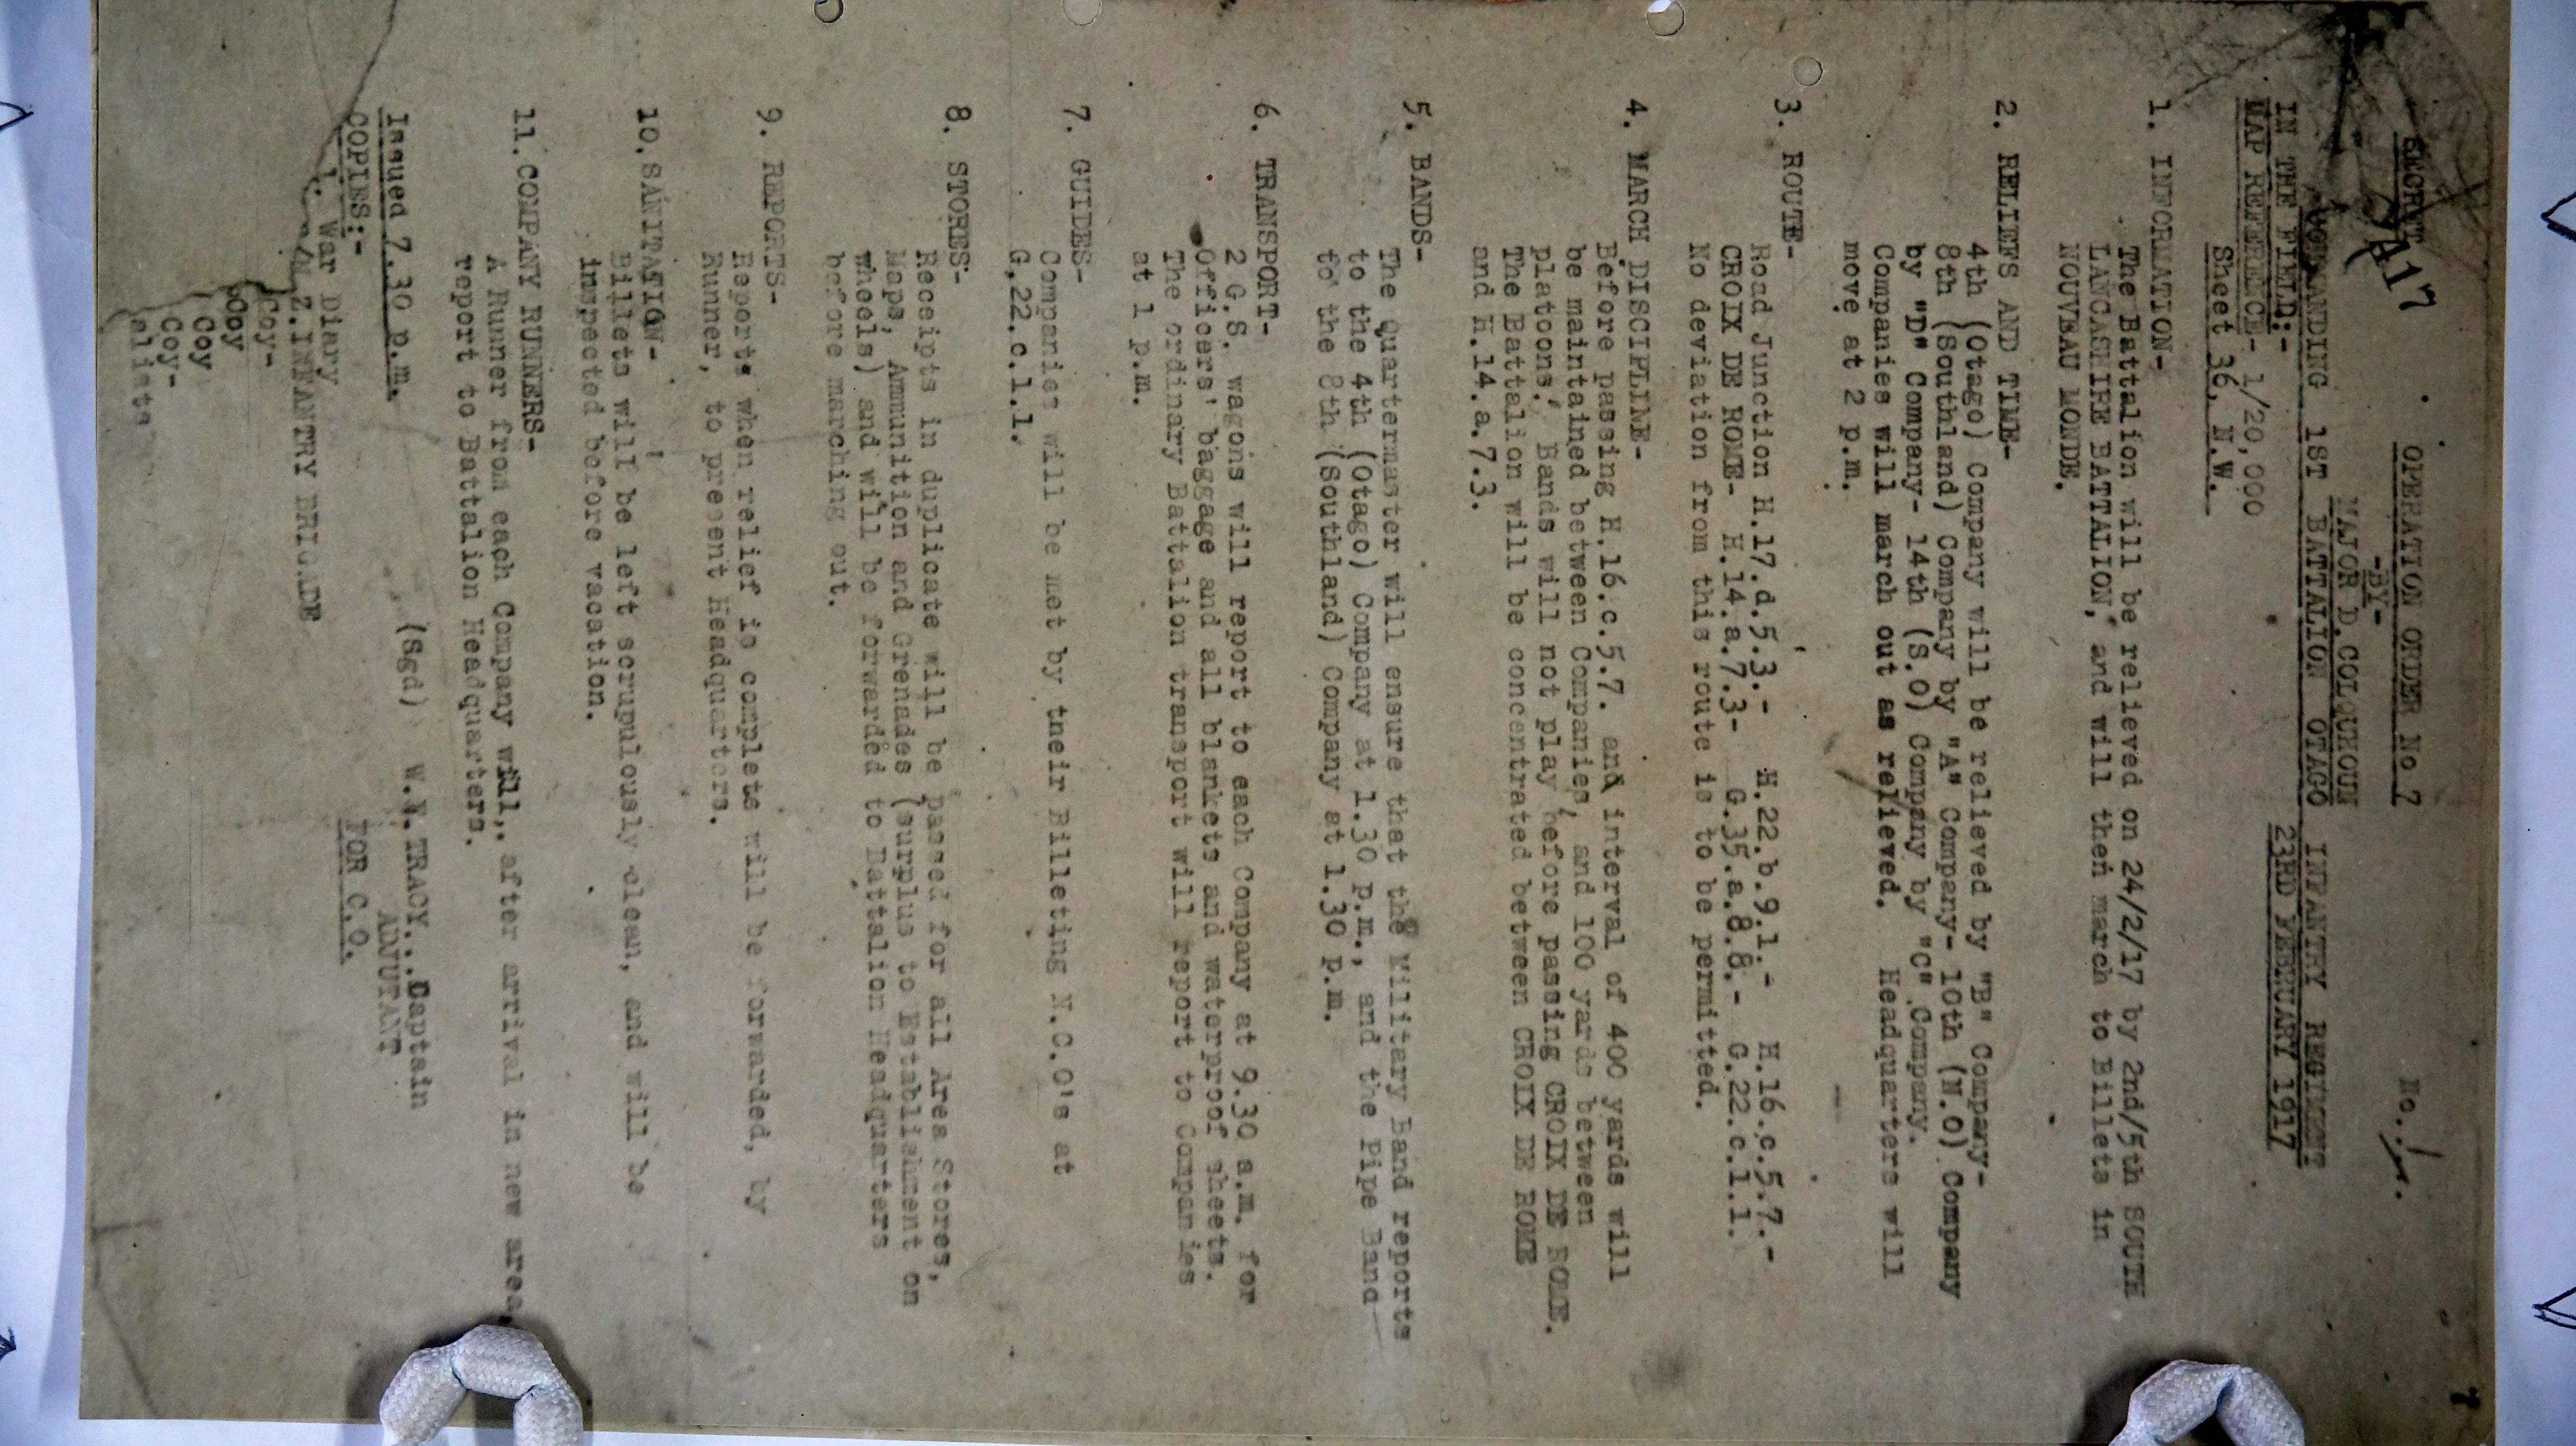 SECRET OPERATION ORDER No 7 No. 1.
A17
-BY-
MAJOR D.COLQUHOUN
COMMANDING 1ST BATTALION OTAGO INFANTRY REGIMENT
IN THE FIELD:- 23RD FEBRUARY 1917
MAP REFERENCE- 1/20,000
Sheet 36. N.W.
1. INFORMATION-
The Battalion will be relieved on 24/2/17 by 2nd/5th SOUTH
LANCASHIRE BATTALION, and will then march to Billets in
NOUVEAU MONDE.
2. RELIEFS AND TIME-
4th (Otago) Company will be relieved by "B" Company-
8th (Southland) Company by "A" Company- 10th (N.O) Company
by "D" Company- 14th (S.O) Company by "C" Company.
Companies will march out as relieved. Headquarters will
move at 2 p.m.
3. ROUTE-
Road Junction H.17.d.5.3.- H.22.b.9.1.- H.16.c.5.7.-
CROIX DE ROME- H.14.a.7.3- G.35.a.8.8.- G.22.c.1.1.
No deviation from this route is to be permitted.
4. MARCH DISCIPLINE-
Before passing H.16.c.5.7. an interval of 400 yards will
be maintained between Companies, and 100 yards between
platoons. Bands will not play before passing CROIX DE ROME.
The Battalion will be concentrated between CROIX DE ROME
and H.14.a.7.3.
5. BANDS-
The Quartermaster will ensure that the Military Band reports
to the 4th (Otago) Company at 1.30 p.m., and the Pipe Band
to the 8th (Southland) Company at 1.30 p.m.
6. TRANSPORT-
2 G.S. wagons will report to each Company at 9.30 a.m. for
Officers' baggage and all blankets and waterproof sheets.
The ordinary Battalion transport will report to Companies
at 1 p.m.
7. GUIDES-
Companies will be met by their Billeting N.C.O's at
G.22.c.1.1.
8. STORES-
Receipts in duplicate will be passed for all Area Stores,
Maps, Ammunition and Grenades (surplus to Establishment on
wheels) and will be forwarded to Battalion Headquarters
before marching out.
9. REPORTS-
Reports when relief is complete will be forwarded, by
Runner, to present Headquarters.
10. SANITATION-
Billets will be left scrupulously clean, and will be
inspected before vacation.
11. COMPANY RUNNERS-
A Runner from each Company will, after arrival in new area,
report to Battalion Headquarters.
(Sgd) W. TRACY...Captain
ADJUTANT
Issued 7.30 p.m. FOR C.O.
COPIES:-
1. War Diary
N.Z.INFANTRY BRIGADE
Coy-
Coy
Coy
Coy-